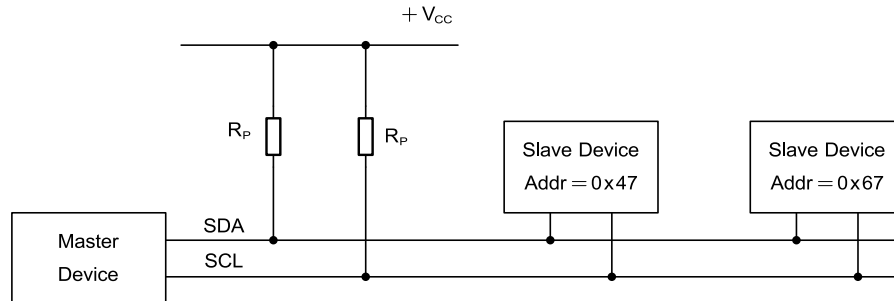 + VCC
RP
RP
Slave Device
Addr = 0x47
Slave Device
Addr = 0x67
SDA
Master
Device
SCL